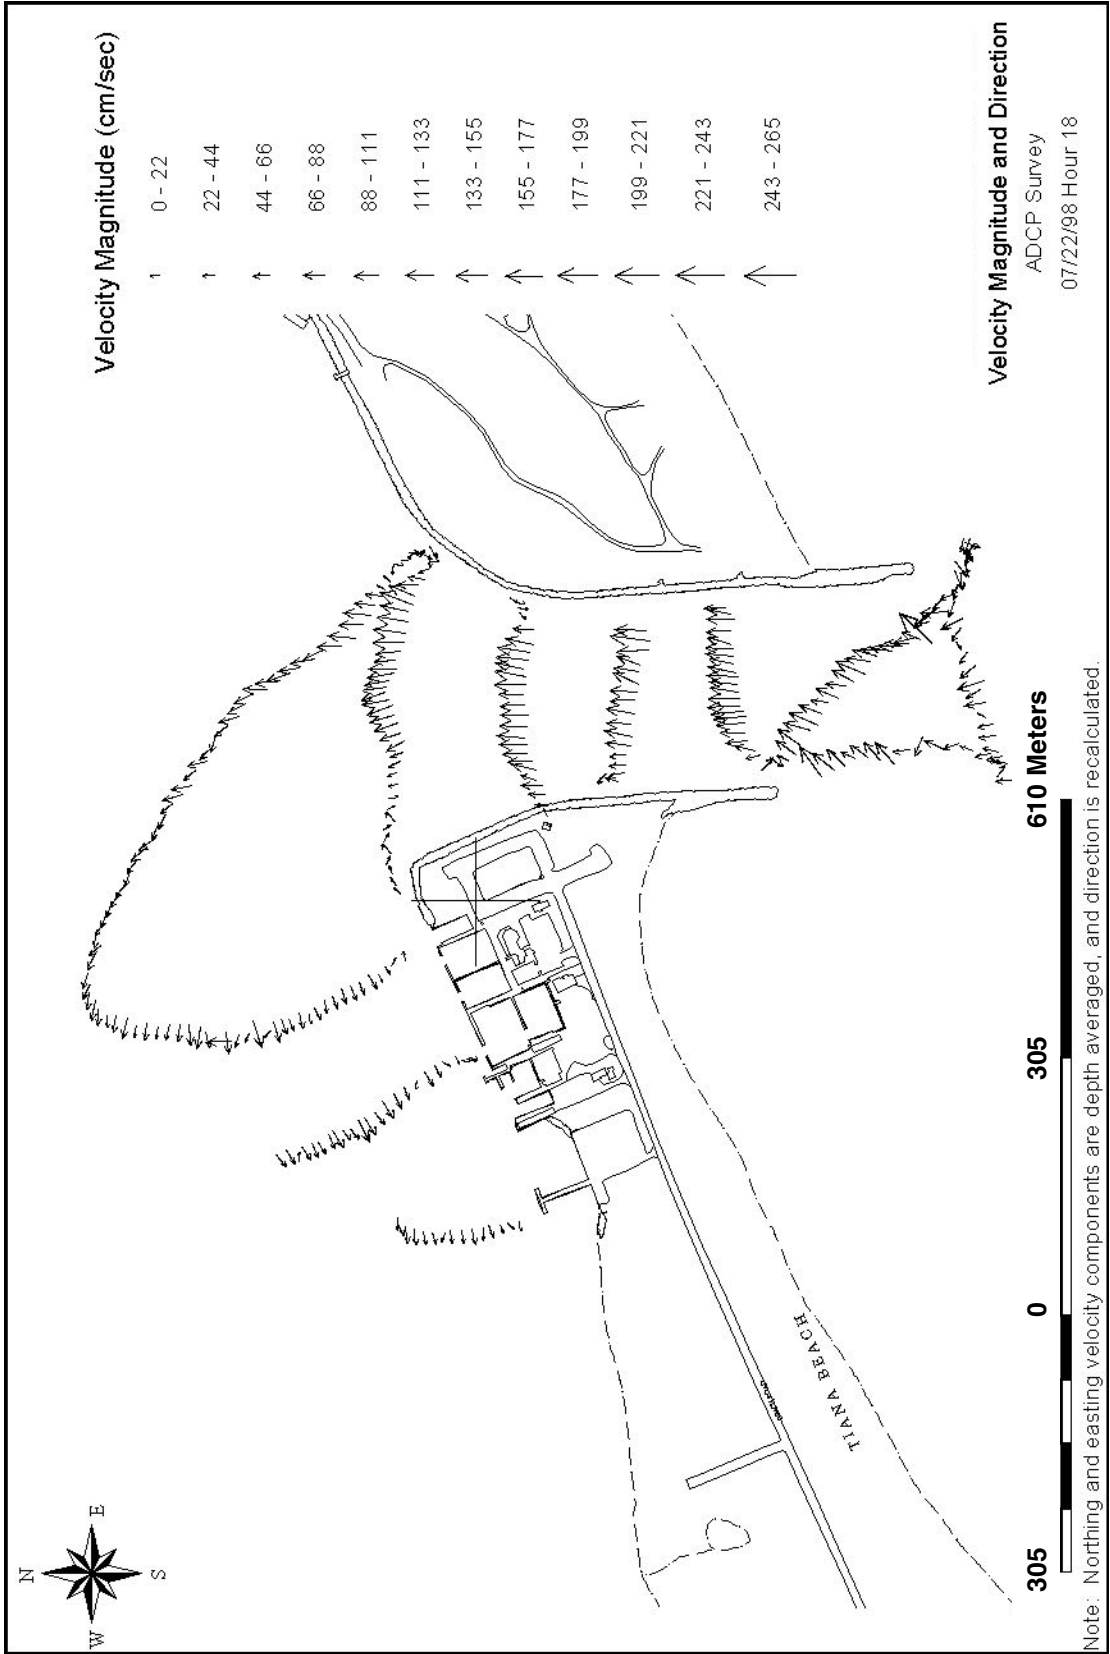 N
W
E
S
Velocity Magnitude (cm/sec)
0 - 22
22 - 44
44 - 66
66 - 88
88 - 111
111 - 133
133 - 155
155 - 177
177 - 199
199 - 221
221 - 243
243 - 265
TIANA BEACH
305
0
305
610 Meters
Velocity Magnitude and Direction
ADCP Survey
07/22/98 Hour 18
Note: Northing and easting velocity components are depth averaged, and direction is recalculated.